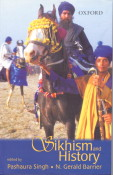 OXFORD
Sikhism and
History
edited by
Pashaura Singh • N. Gerald Barrier